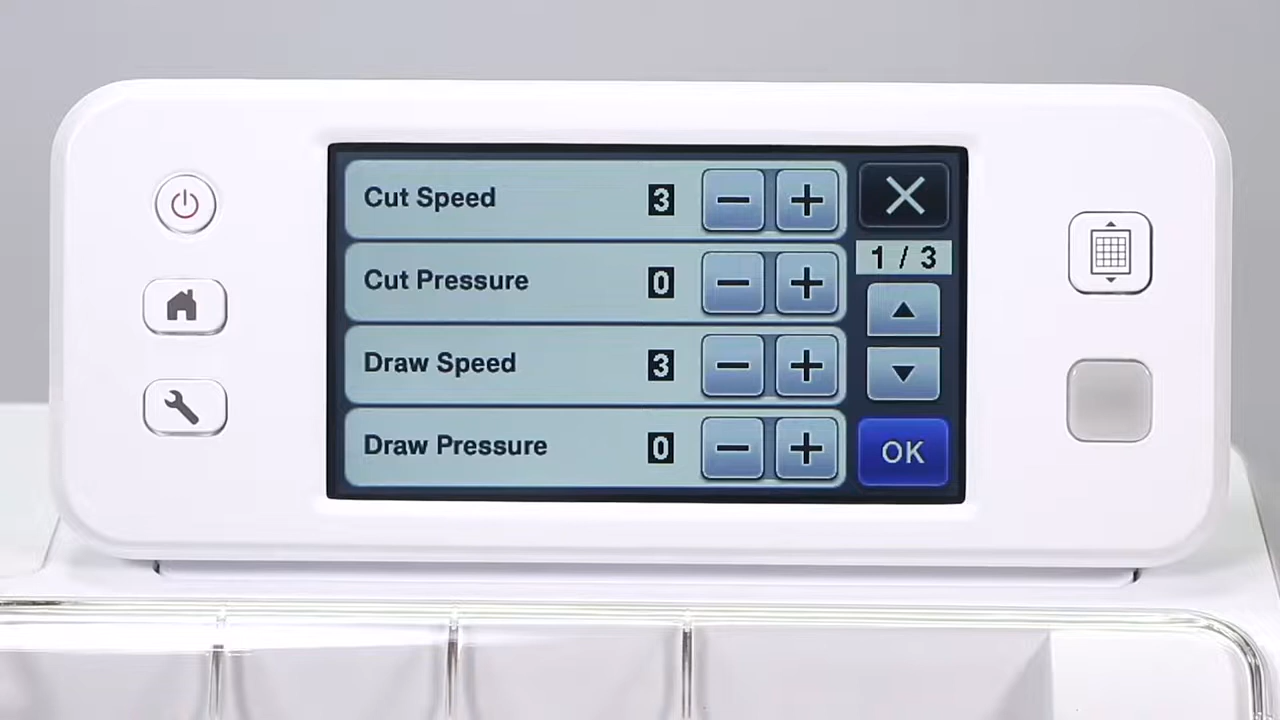 Cut Speed 3 − +
Cut Pressure 0 − +
Draw Speed 3 − +
Draw Pressure 0 − +
1 / 3
OK